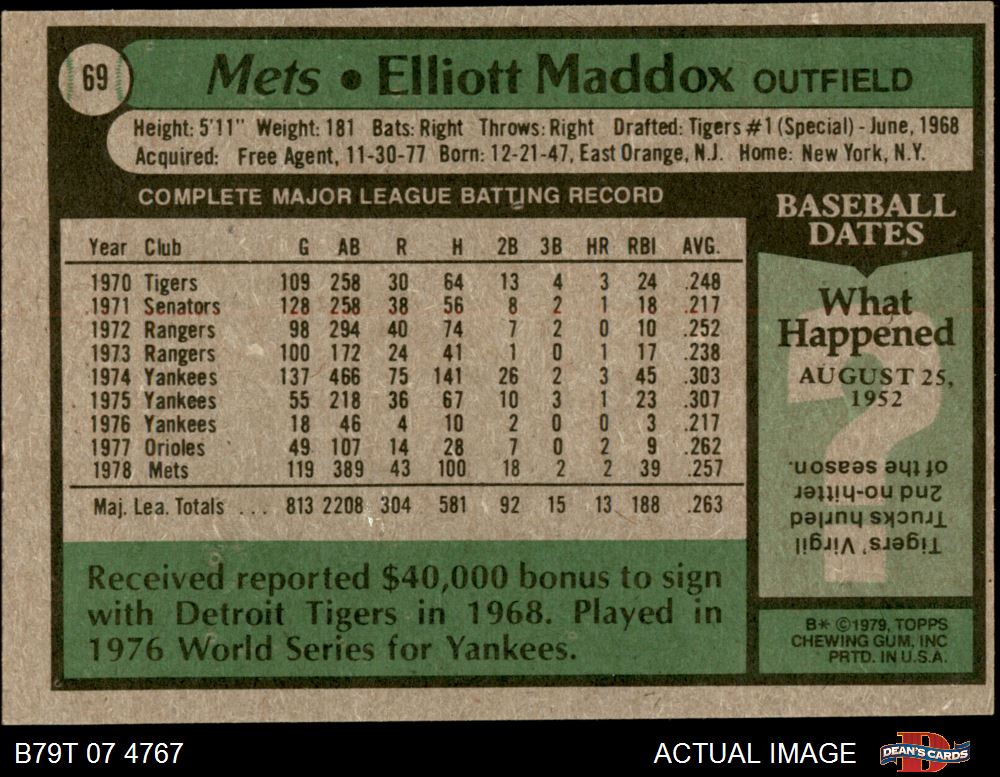 69
Mets • Elliott Maddox OUTFIELD
Height: 5'11" Weight: 181 Bats: Right Throws: Right Drafted: Tigers #1 (Special) - June, 1968
Acquired: Free Agent, 11-30-77 Born: 12-21-47, East Orange, N.J. Home: New York, N.Y.
COMPLETE MAJOR LEAGUE BATTING RECORD
Year Club G AB R H 2B 3B HR RBI AVG.
1970 Tigers 109 258 30 64 13 4 3 24 .248
1971 Senators 128 258 38 56 8 2 1 18 .217
1972 Rangers 98 294 40 74 7 2 0 10 .252
1973 Rangers 100 172 24 41 1 0 1 17 .238
1974 Yankees 137 466 75 141 26 2 3 45 .303
1975 Yankees 55 218 36 67 10 3 1 23 .307
1976 Yankees 18 46 4 10 2 0 0 3 .217
1977 Orioles 49 107 14 28 7 0 2 9 .262
1978 Mets 119 389 43 100 18 2 2 39 .257
Maj. Lea. Totals ... 813 2208 304 581 92 15 13 188 .263
Received reported $40,000 bonus to sign
with Detroit Tigers in 1968. Played in
1976 World Series for Yankees.
BASEBALL
DATES
What
Happened
AUGUST 25,
1952
?
Tigers' Virgil
Trucks hurled
2nd no-hitter
of the season.
B* ©1979, TOPPS
CHEWING GUM, INC
PRTD. IN U.S.A.
B79T 07 4767
ACTUAL IMAGE
D
DEAN'S CARDS